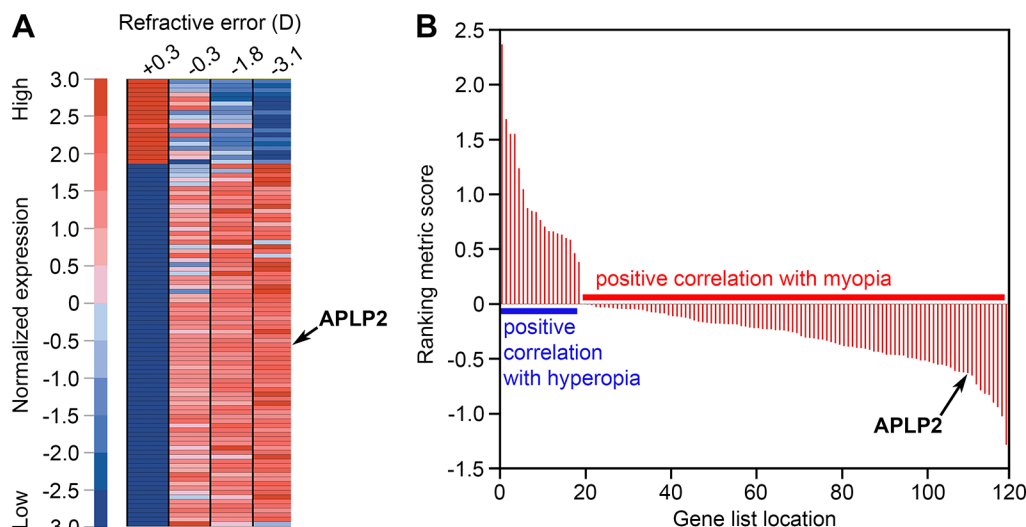 A
Refractive error (D)
+0.3
-0.3
-1.8
-3.1
High
Normalized expression
Low
3.0
2.5
2.0
1.5
1.0
0.5
0
-0.5
-1.0
-1.5
-2.0
-2.5
-3.0
APLP2
B
Ranking metric score
2.5
2.0
1.5
1.0
0.5
0
-0.5
-1.0
-1.5
positive correlation with myopia
positive
correlation
with hyperopia
APLP2
0
20
40
60
80
100
120
Gene list location